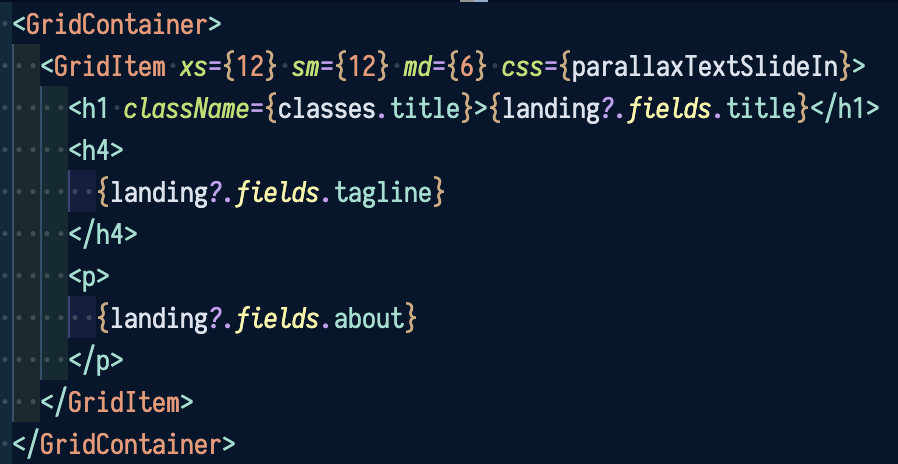 <GridContainer>
<GridItem xs={12} sm={12} md={6} css={parallaxTextSlideIn}>
<h1 className={classes.title}>{landing?.fields.title}</h1>
<h4>
{landing?.fields.tagline}
</h4>
<p>
{landing?.fields.about}
</p>
</GridItem>
</GridContainer>